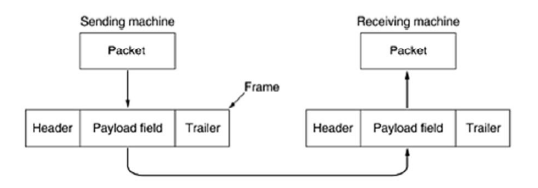 Sending machine
Receiving machine
Packet
Packet
Frame
Header Payload field Trailer
Header Payload field Trailer